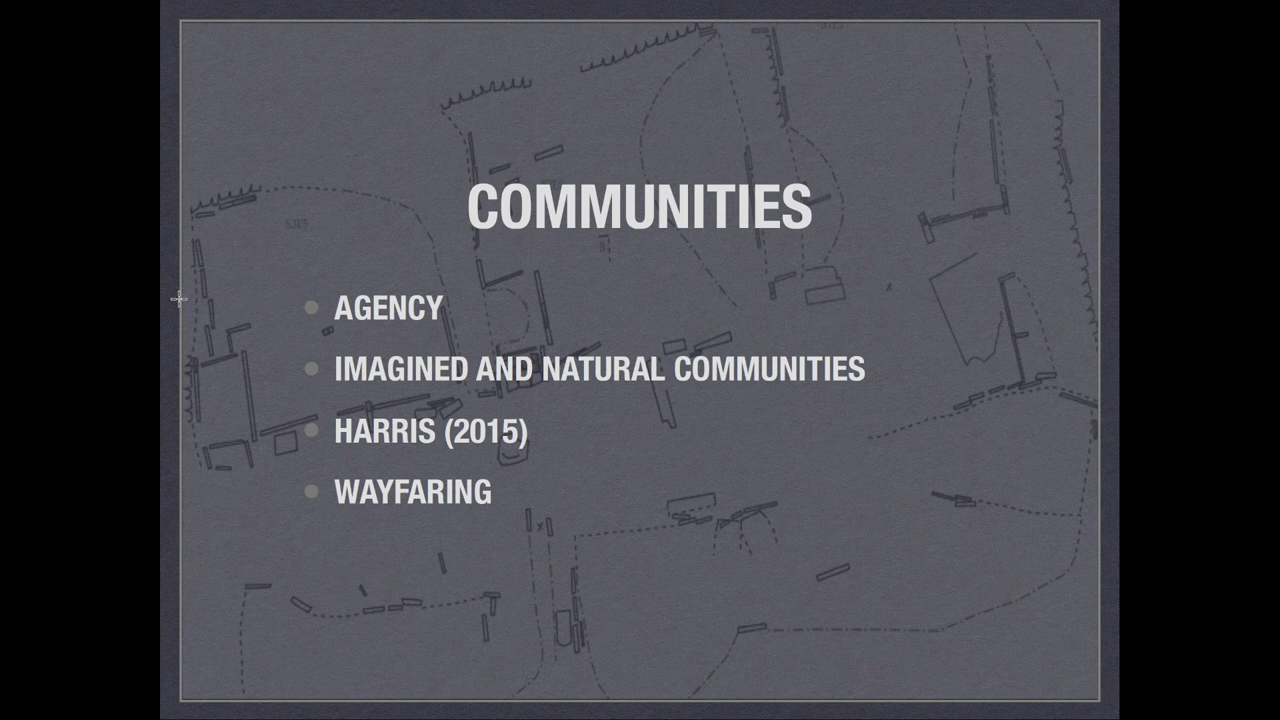 COMMUNITIES
AGENCY
IMAGINED AND NATURAL COMMUNITIES
HARRIS (2015)
WAYFARING